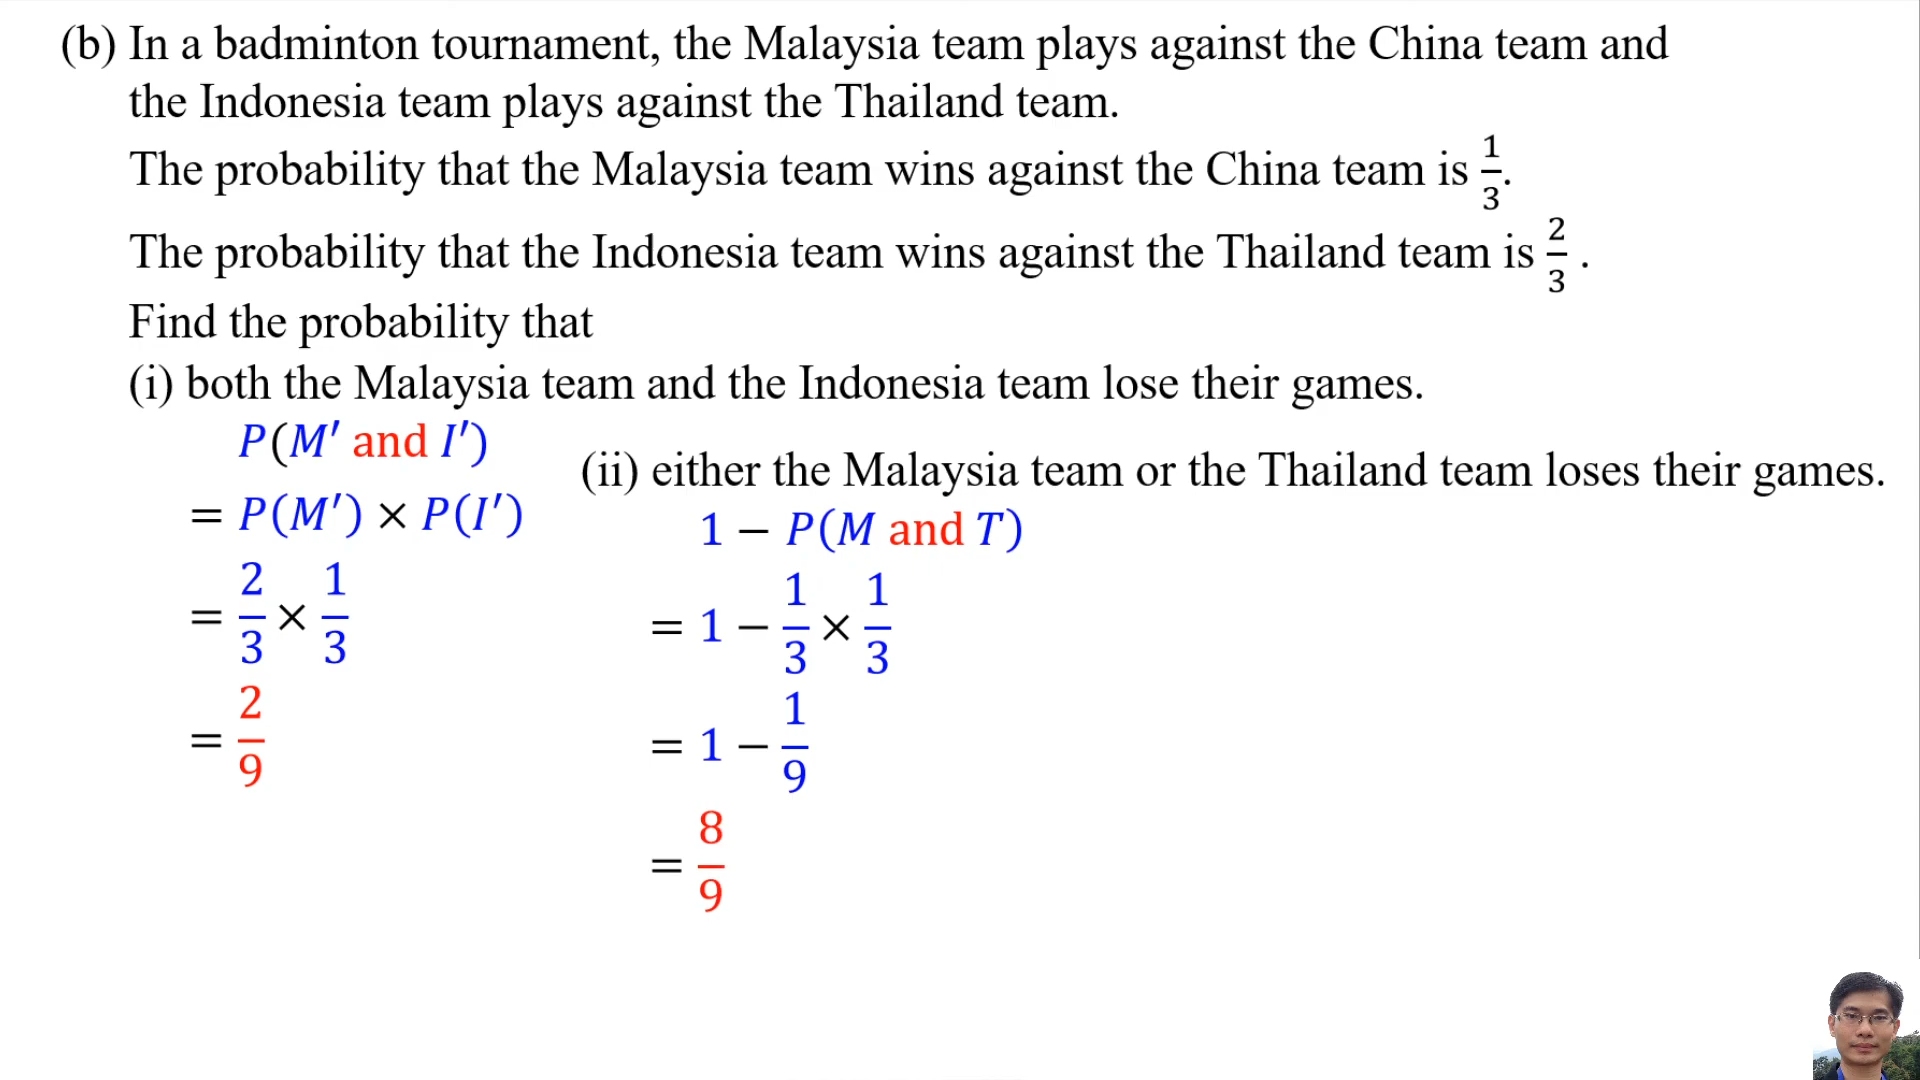 (b) In a badminton tournament, the Malaysia team plays against the China team and
the Indonesia team plays against the Thailand team.
The probability that the Malaysia team wins against the China team is 1/3.
The probability that the Indonesia team wins against the Thailand team is 2/3 .
Find the probability that
(i) both the Malaysia team and the Indonesia team lose their games.
P(M′ and I′)
= P(M′) × P(I′)
= 2/3 × 1/3
= 2/9
(ii) either the Malaysia team or the Thailand team loses their games.
1 − P(M and T)
= 1 − 1/3 × 1/3
= 1 − 1/9
= 8/9